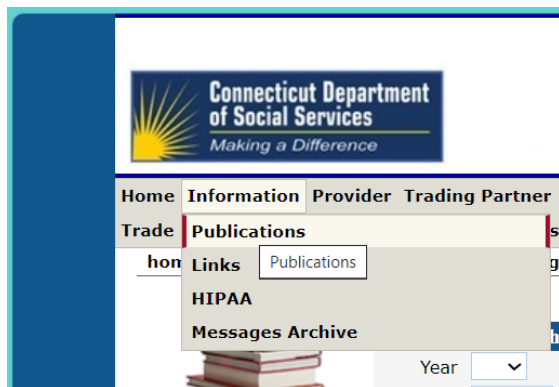 Connecticut Department
of Social Services
Making a Difference
Home Information Provider Trading Partner
Trade Publications
hom Links Publications
HIPAA
Messages Archive
Year